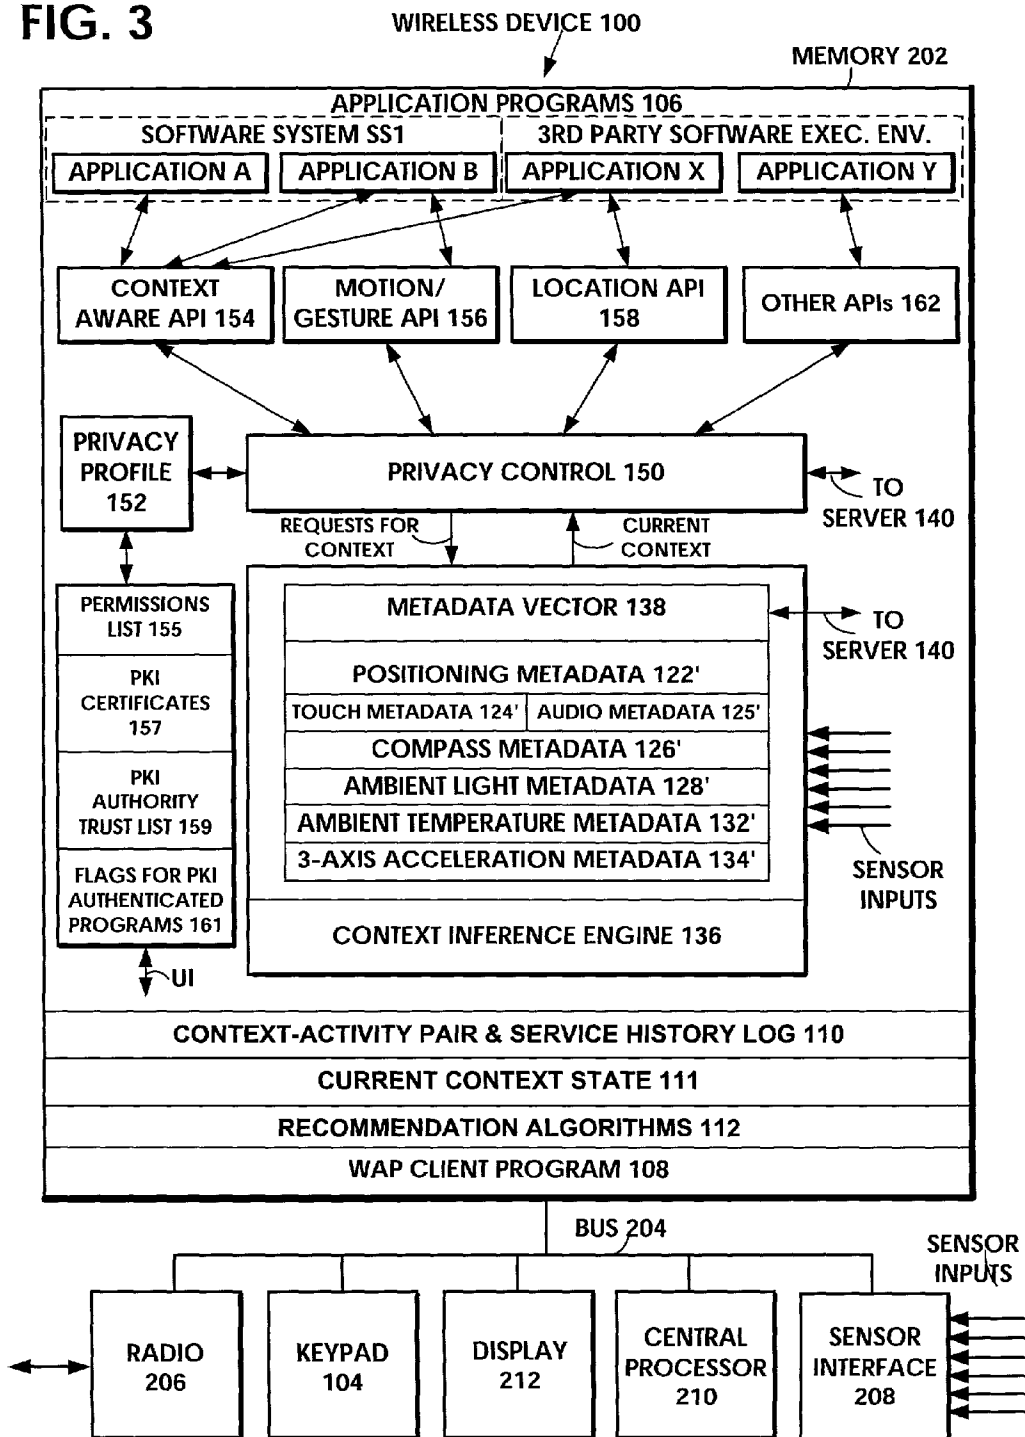 FIG. 3
WIRELESS DEVICE 100
MEMORY 202
APPLICATION PROGRAMS 106
SOFTWARE SYSTEM SS1
3RD PARTY SOFTWARE EXEC. ENV.
APPLICATION A
APPLICATION B
APPLICATION X
APPLICATION Y
CONTEXT
AWARE API 154
MOTION/
GESTURE API 156
LOCATION API
158
OTHER APIs 162
PRIVACY
PROFILE
152
PRIVACY CONTROL 150
TO
SERVER 140
REQUESTS FOR
CONTEXT
CURRENT
CONTEXT
PERMISSIONS
LIST 155
PKI
CERTIFICATES
157
PKI
AUTHORITY
TRUST LIST 159
FLAGS FOR PKI
AUTHENTICATED
PROGRAMS 161
UI
METADATA VECTOR 138
TO
SERVER 140
POSITIONING METADATA 122'
TOUCH METADATA 124'
AUDIO METADATA 125'
COMPASS METADATA 126'
AMBIENT LIGHT METADATA 128'
AMBIENT TEMPERATURE METADATA 132'
3-AXIS ACCELERATION METADATA 134'
SENSOR
INPUTS
CONTEXT INFERENCE ENGINE 136
CONTEXT-ACTIVITY PAIR & SERVICE HISTORY LOG 110
CURRENT CONTEXT STATE 111
RECOMMENDATION ALGORITHMS 112
WAP CLIENT PROGRAM 108
BUS 204
SENSOR
INPUTS
RADIO
206
KEYPAD
104
DISPLAY
212
CENTRAL
PROCESSOR
210
SENSOR
INTERFACE
208